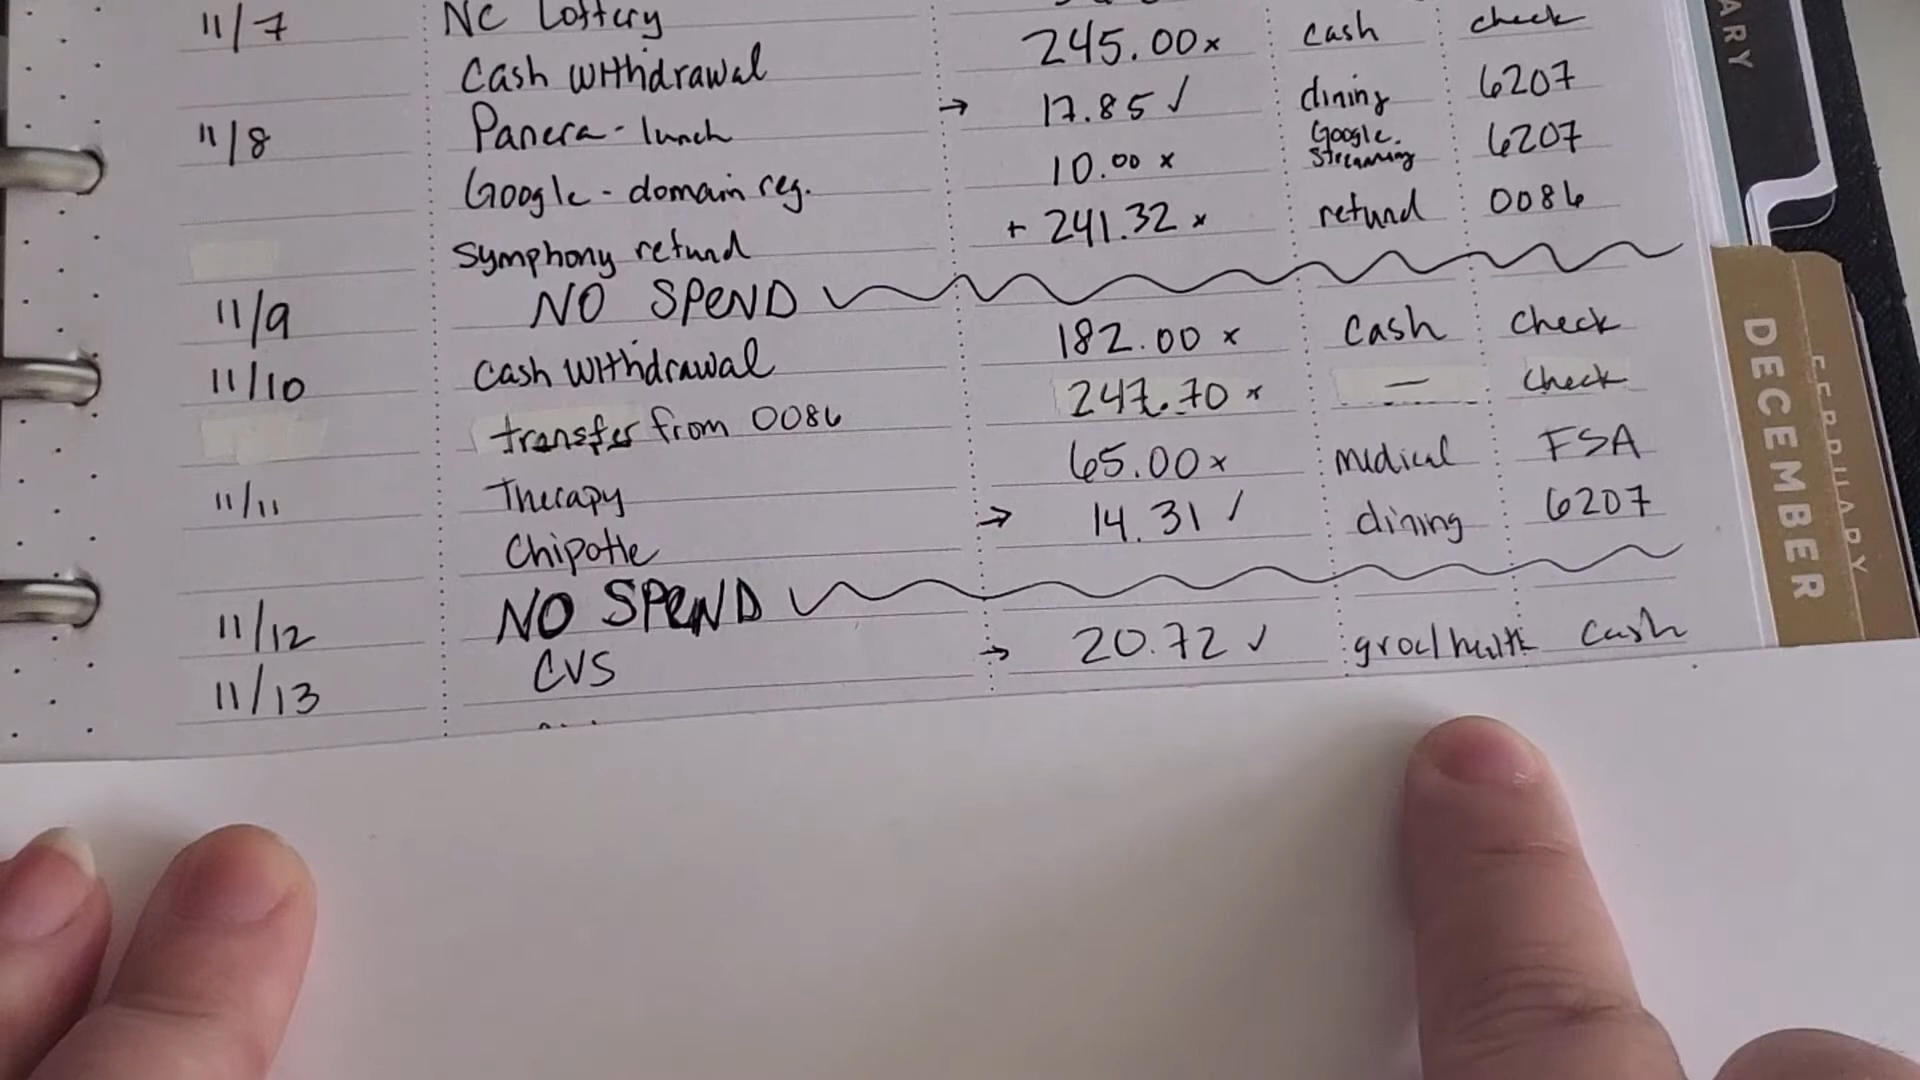 11/7 NC Lottery
Cash Withdrawal 245.00 x cash check
11/8 Panera - lunch → 17.85 ✓ dining 6207
Google - domain reg. 10.00 x Google. Streaming 6207
Symphony refund + 241.32 x refund 0086
11/9 NO SPEND
11/10 Cash Withdrawal 182.00 x cash check
transfer from 0086 247.70 x — check
11/11 Therapy 65.00 x medical FSA
Chipotle → 14.31 ✓ dining 6207
11/12 NO SPEND
11/13 CVS → 20.72 ✓ groc/health cash
ARY
DECEMBER
FEBRUARY